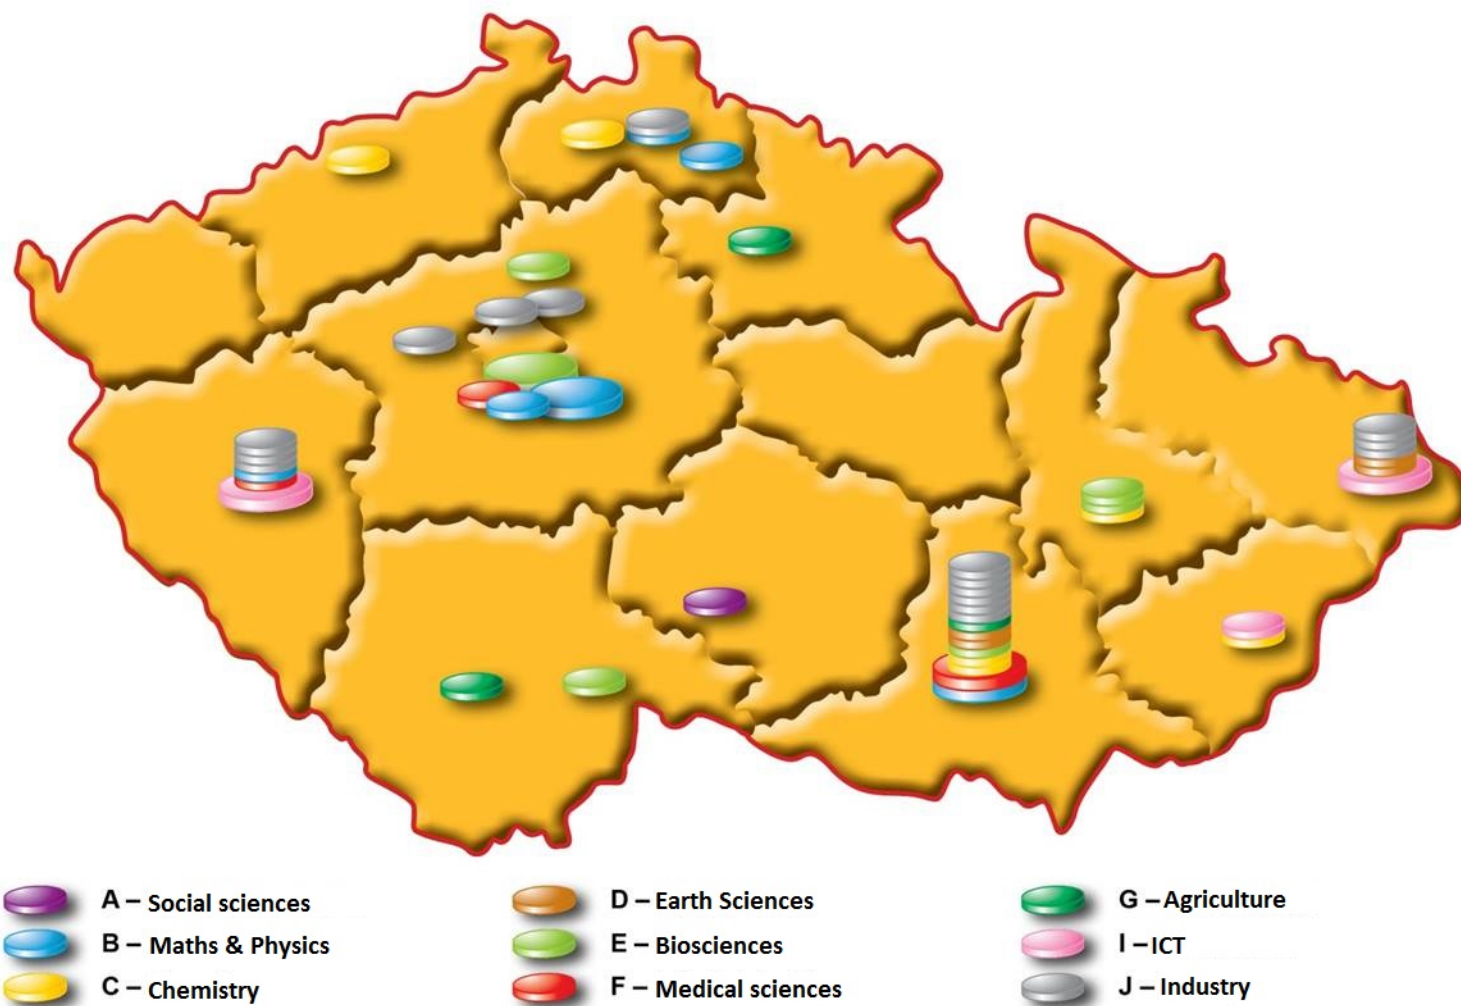 A – Social sciences
B – Maths & Physics
C – Chemistry
D – Earth Sciences
E – Biosciences
F – Medical sciences
G – Agriculture
I – ICT
J – Industry